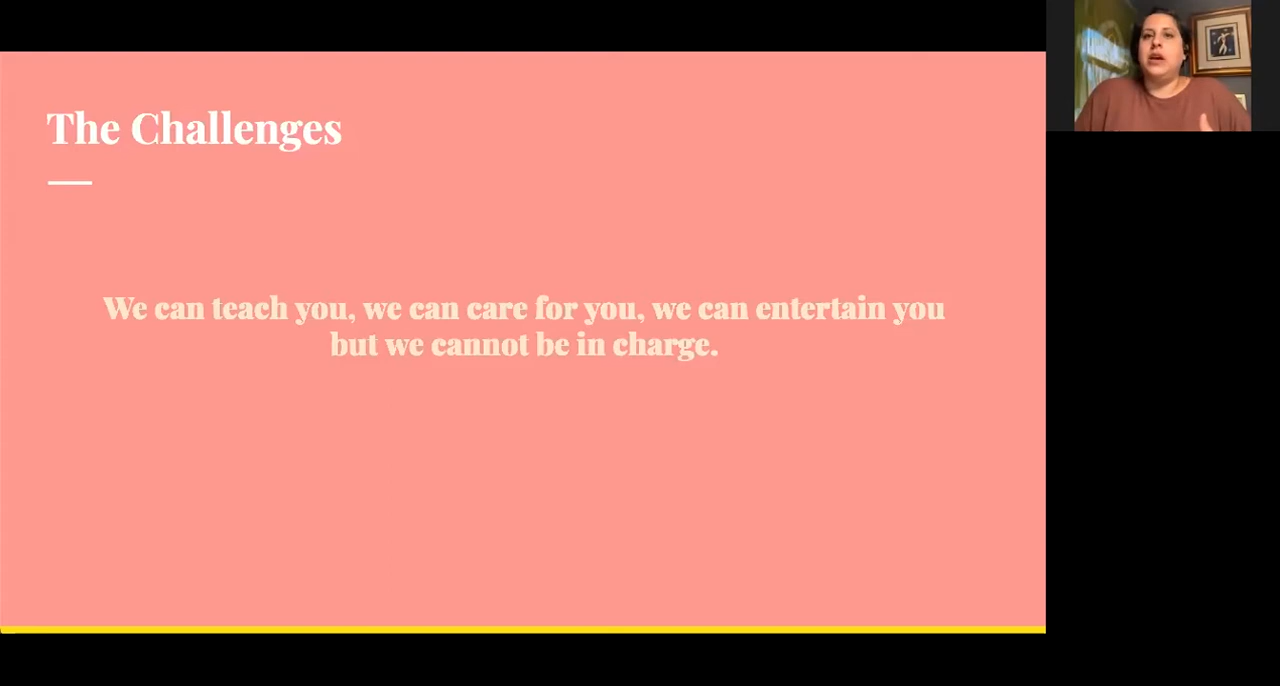 The Challenges
We can teach you, we can care for you, we can entertain you
but we cannot be in charge.